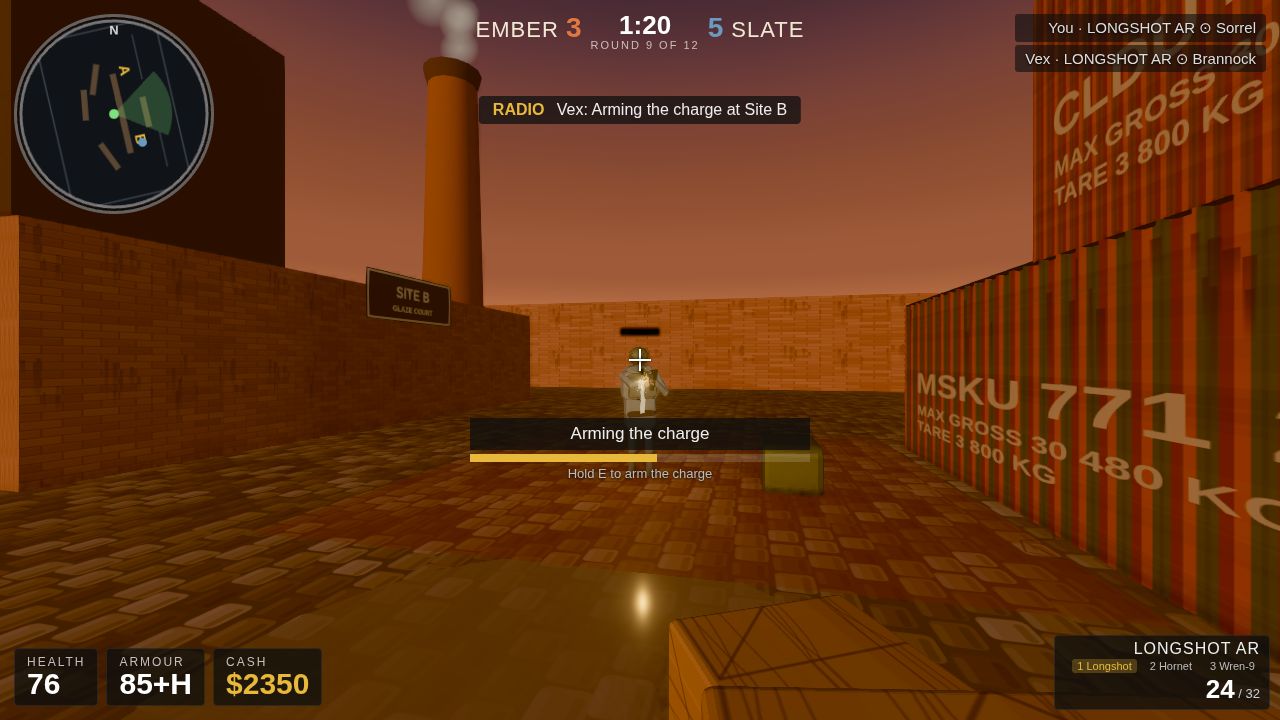 N
A
B
EMBER 3 1:20 5 SLATE
ROUND 9 OF 12
You · LONGSHOT AR ⊙ Sorrel
Vex · LONGSHOT AR ⊙ Brannock
RADIO Vex: Arming the charge at Site B
MAX GROSS
TARE 3 800 KG
SITE B
GLAZE COURT
MSKU 771
MAX GROSS 30 480 KG
TARE 3 800 KG
Arming the charge
Hold E to arm the charge
HEALTH
76
ARMOUR
85+H
CASH
$2350
LONGSHOT AR
1 Longshot 2 Hornet 3 Wren-9
24 / 32